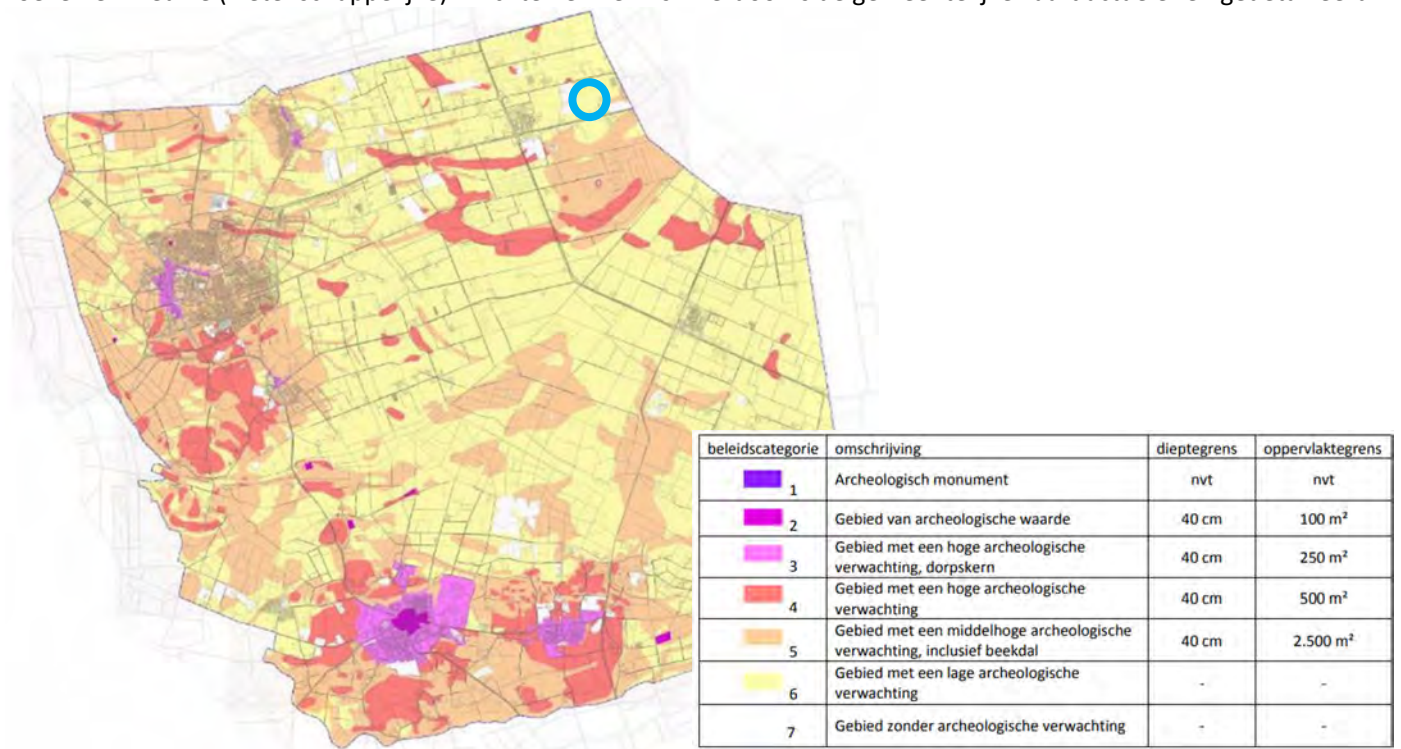 beleidscategorie omschrijving dieptegrens oppervlaktegrens
1 Archeologisch monument nvt nvt
2 Gebied van archeologische waarde 40 cm 100 m²
Gebied met een hoge archeologische
3 verwachting, dorpskern 40 cm 250 m²
Gebied met een hoge archeologische
4 verwachting 40 cm 500 m²
Gebied met een middelhoge archeologische
5 verwachting, inclusief beekdal 40 cm 2.500 m²
Gebied met een lage archeologische
6 verwachting - -
7 Gebied zonder archeologische verwachting - -